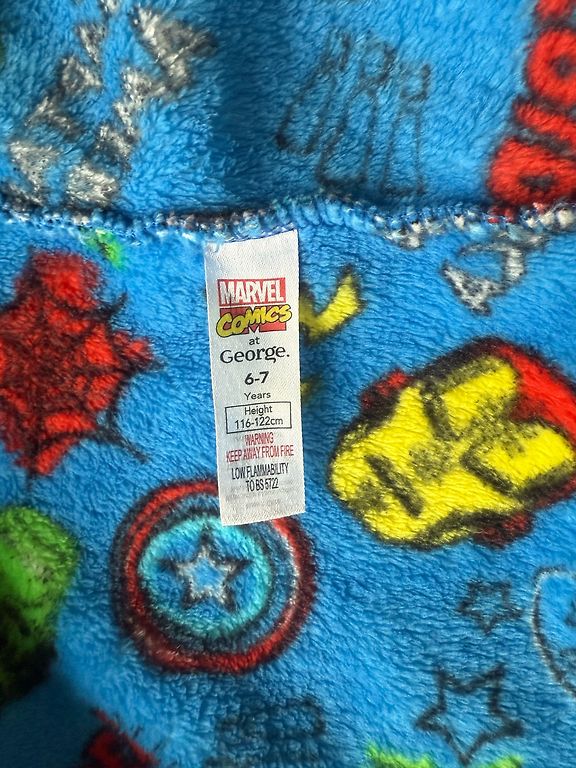 MARVEL
COMICS
at
George.
6-7
Years
Height
116-122cm
WARNING
KEEP AWAY FROM FIRE
LOW FLAMMABILITY
TO BS 5722